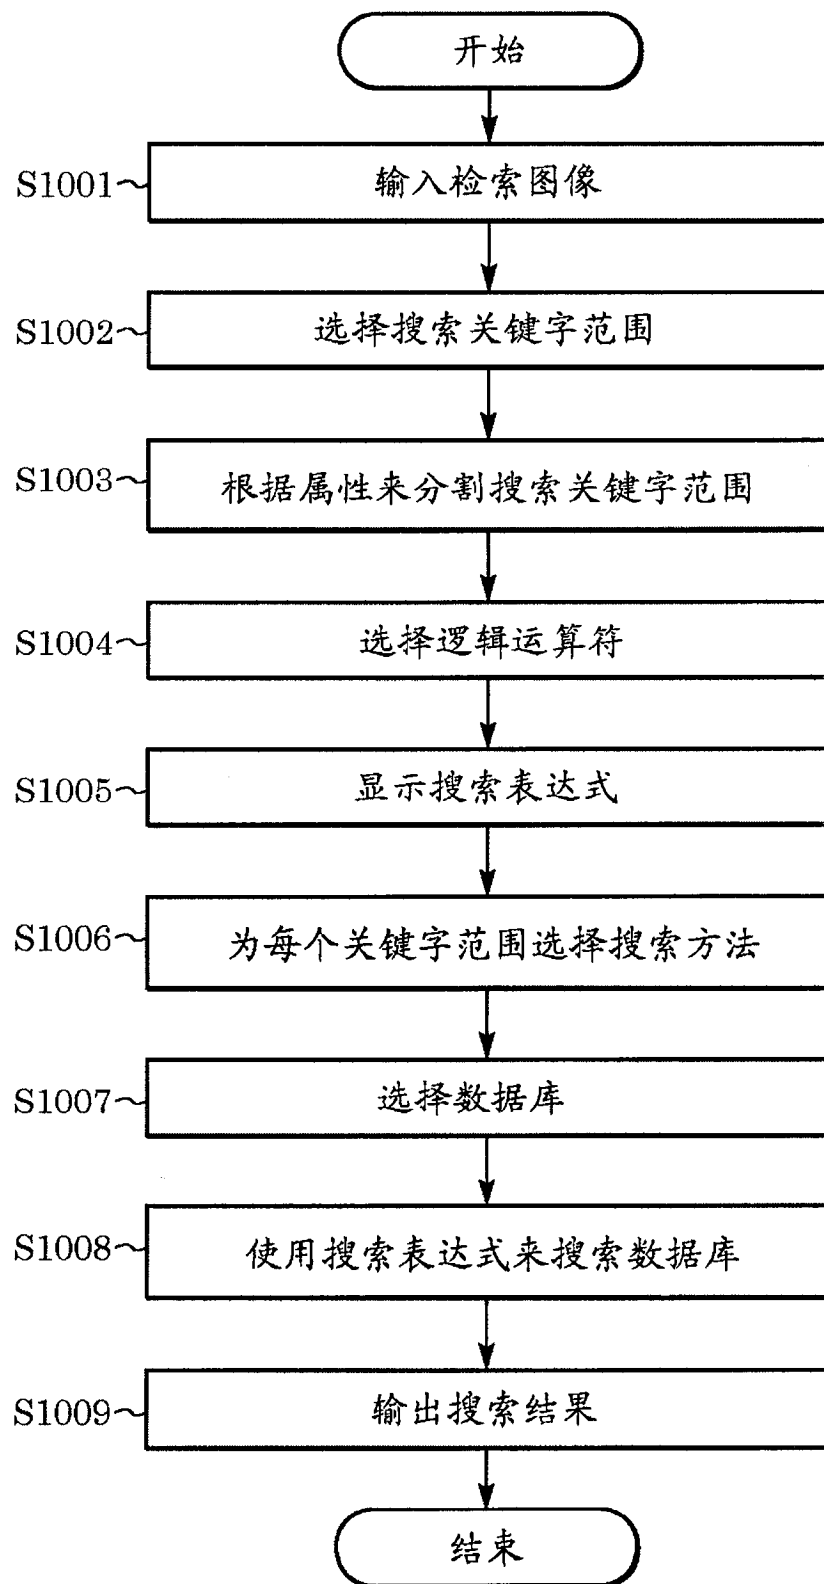 开始
S1001
输入检索图像
S1002
选择搜索关键字范围
S1003
根据属性来分割搜索关键字范围
S1004
选择逻辑运算符
S1005
显示搜索表达式
S1006
为每个关键字范围选择搜索方法
S1007
选择数据库
S1008
使用搜索表达式来搜索数据库
S1009
输出搜索结果
结束